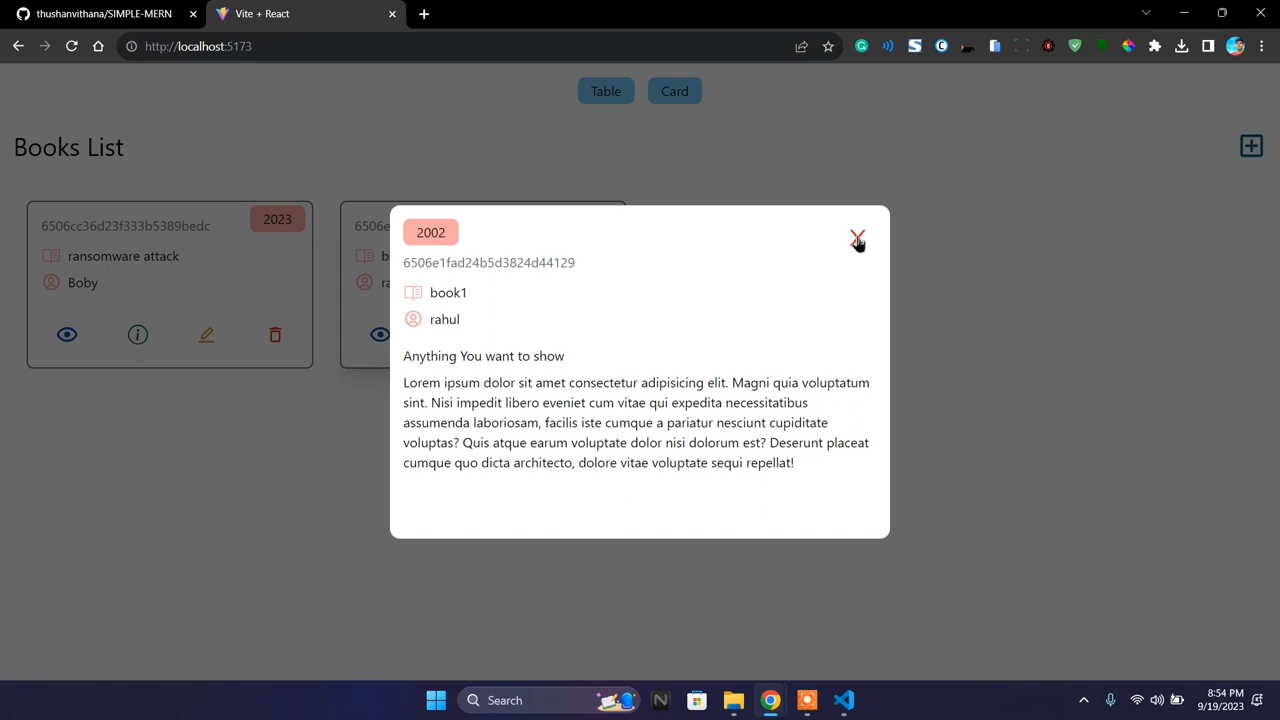 thushanvithana/SIMPLE-MERN
Vite + React
http://localhost:5173
Table
Card
Books List
6506cc36d23f333b5389bedc
2023
ransomware attack
Boby
6506e
b
ra
2002
6506e1fad24b5d3824d44129
book1
rahul
Anything You want to show
Lorem ipsum dolor sit amet consectetur adipisicing elit. Magni quia voluptatum
sint. Nisi impedit libero eveniet cum vitae qui expedita necessitatibus
assumenda laboriosam, facilis iste cumque a pariatur nesciunt cupiditate
voluptas? Quis atque earum voluptate dolor nisi dolorum est? Deserunt placeat
cumque quo dicta architecto, dolore vitae voluptate sequi repellat!
Search
8:54 PM
9/19/2023